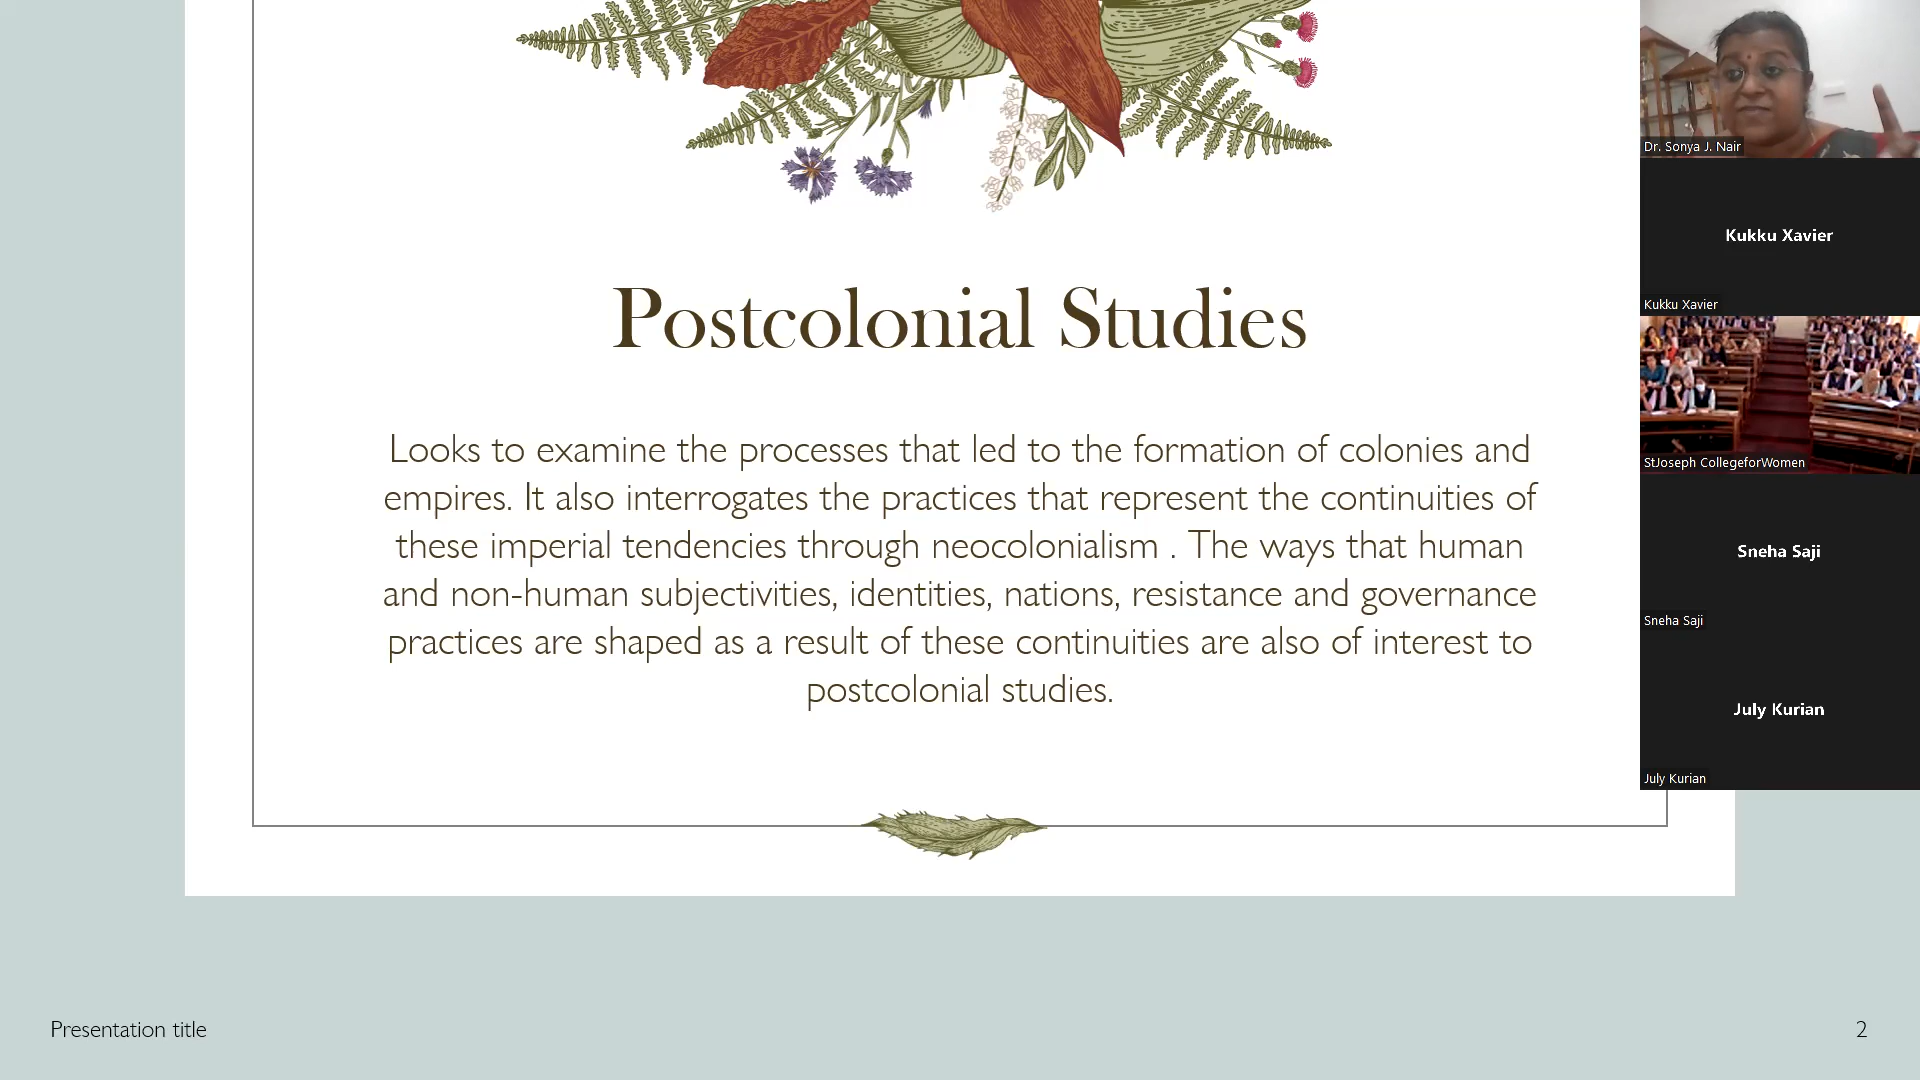 Postcolonial Studies
Looks to examine the processes that led to the formation of colonies and
empires. It also interrogates the practices that represent the continuities of
these imperial tendencies through neocolonialism . The ways that human
and non-human subjectivities, identities, nations, resistance and governance
practices are shaped as a result of these continuities are also of interest to
postcolonial studies.
Presentation title
2
Dr. Sonya J. Nair
Kukku Xavier
Kukku Xavier
StJoseph CollegeforWomen
Sneha Saji
Sneha Saji
July Kurian
July Kurian